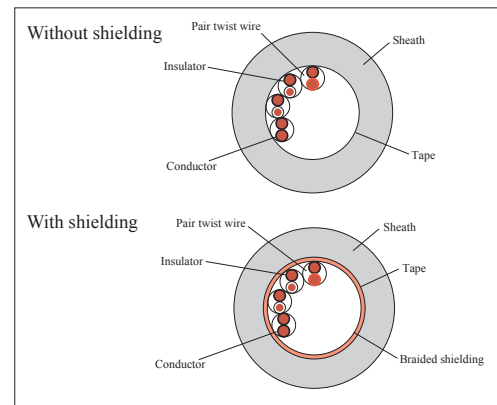 Without shielding
Pair twist wire
Sheath
Insulator
Tape
Conductor
With shielding
Pair twist wire
Sheath
Insulator
Tape
Conductor
Braided shielding